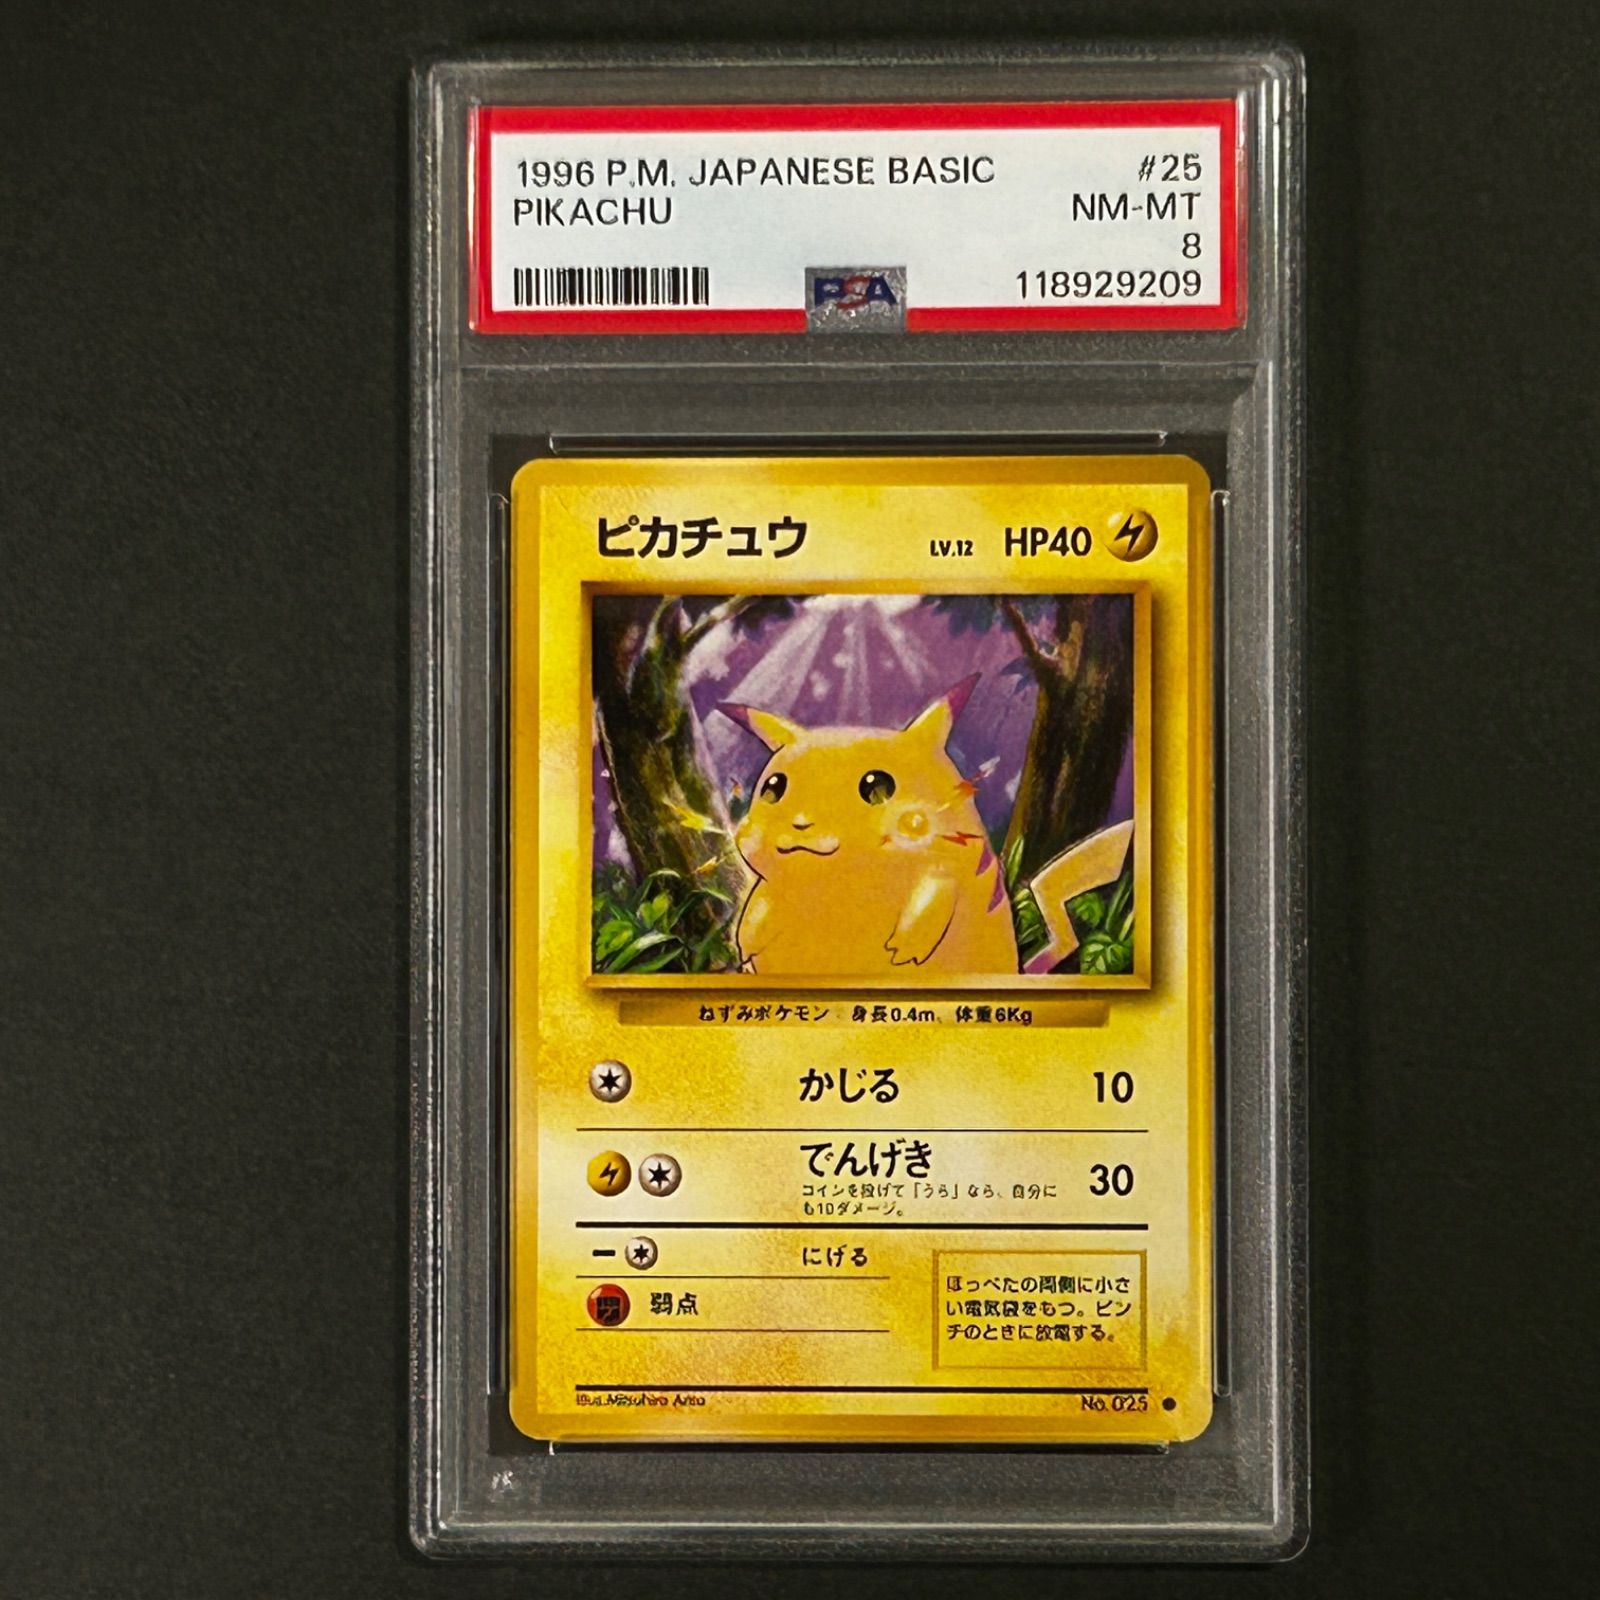 1996 P.M. JAPANESE BASIC #25
PIKACHU NM-MT
8
PSA 118929209
ピカチュウ LV.12 HP40
ねずみポケモン 身長0.4m、体重6Kg
かじる 10
でんげき 30
コインを投げて「うら」なら、自分に
も10ダメージ。
にげる
弱点
ほっぺたの両側に小さ
い電気袋をもつ。ピン
チのときに放電する。
Illus. Mitsuhiro Arita No.025